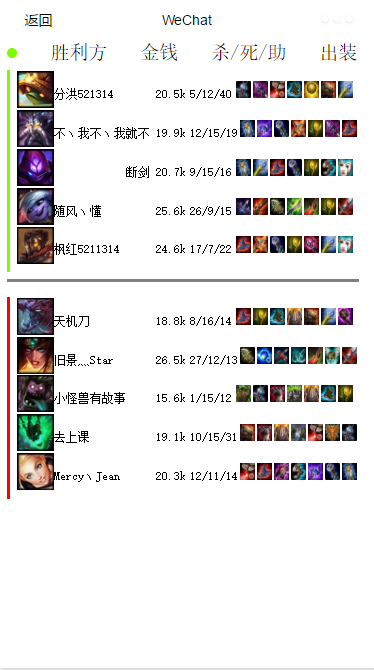 返回 WeChat
胜利方 金钱 杀/死/助 出装
分洪521314 20.5k 5/12/40
不ヽ我不ヽ我就不 19.9k 12/15/19
断剑 20.7k 9/15/16
随风ヽ懂 25.6k 26/9/15
枫红5211314 24.6k 17/7/22
天机刀 18.8k 8/16/14
旧景灬Star 26.5k 27/12/13
小怪兽有故事 15.6k 1/15/12
去上课 19.1k 10/15/31
Mercy丶Jean 20.3k 12/11/14